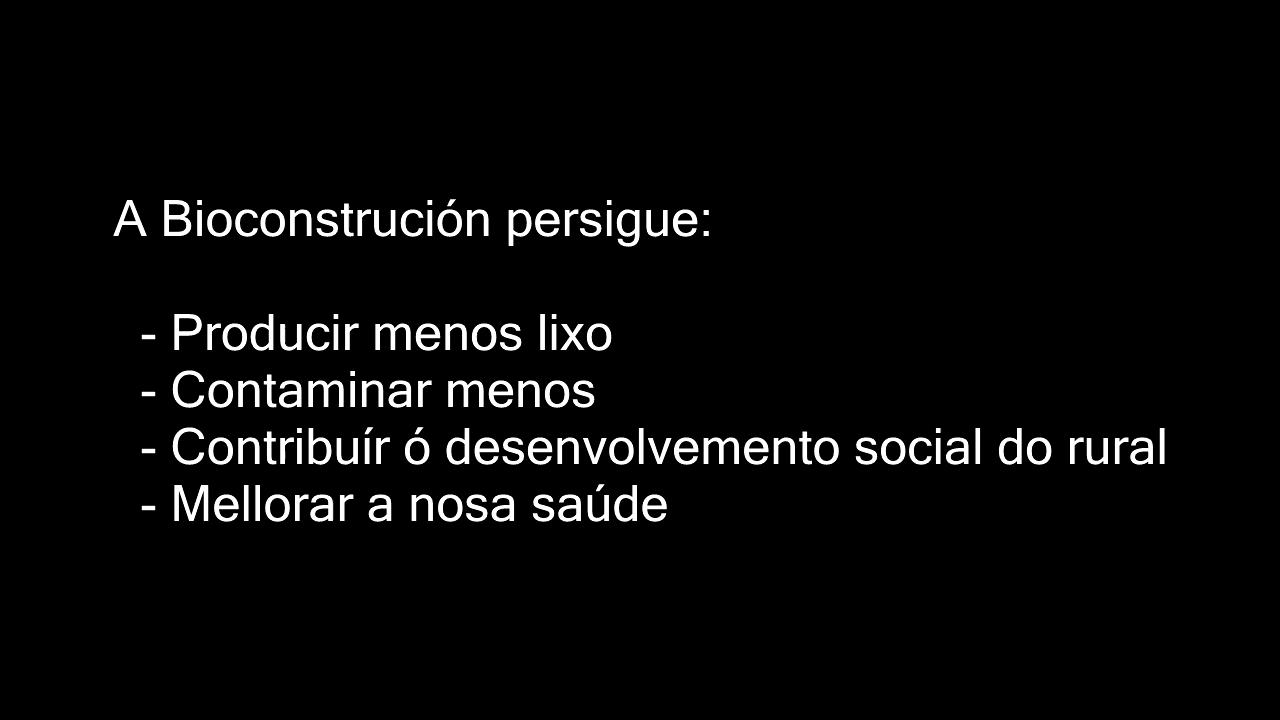 A Bioconstrución persigue:
- Producir menos lixo
- Contaminar menos
- Contribuír ó desenvolvemento social do rural
- Mellorar a nosa saúde